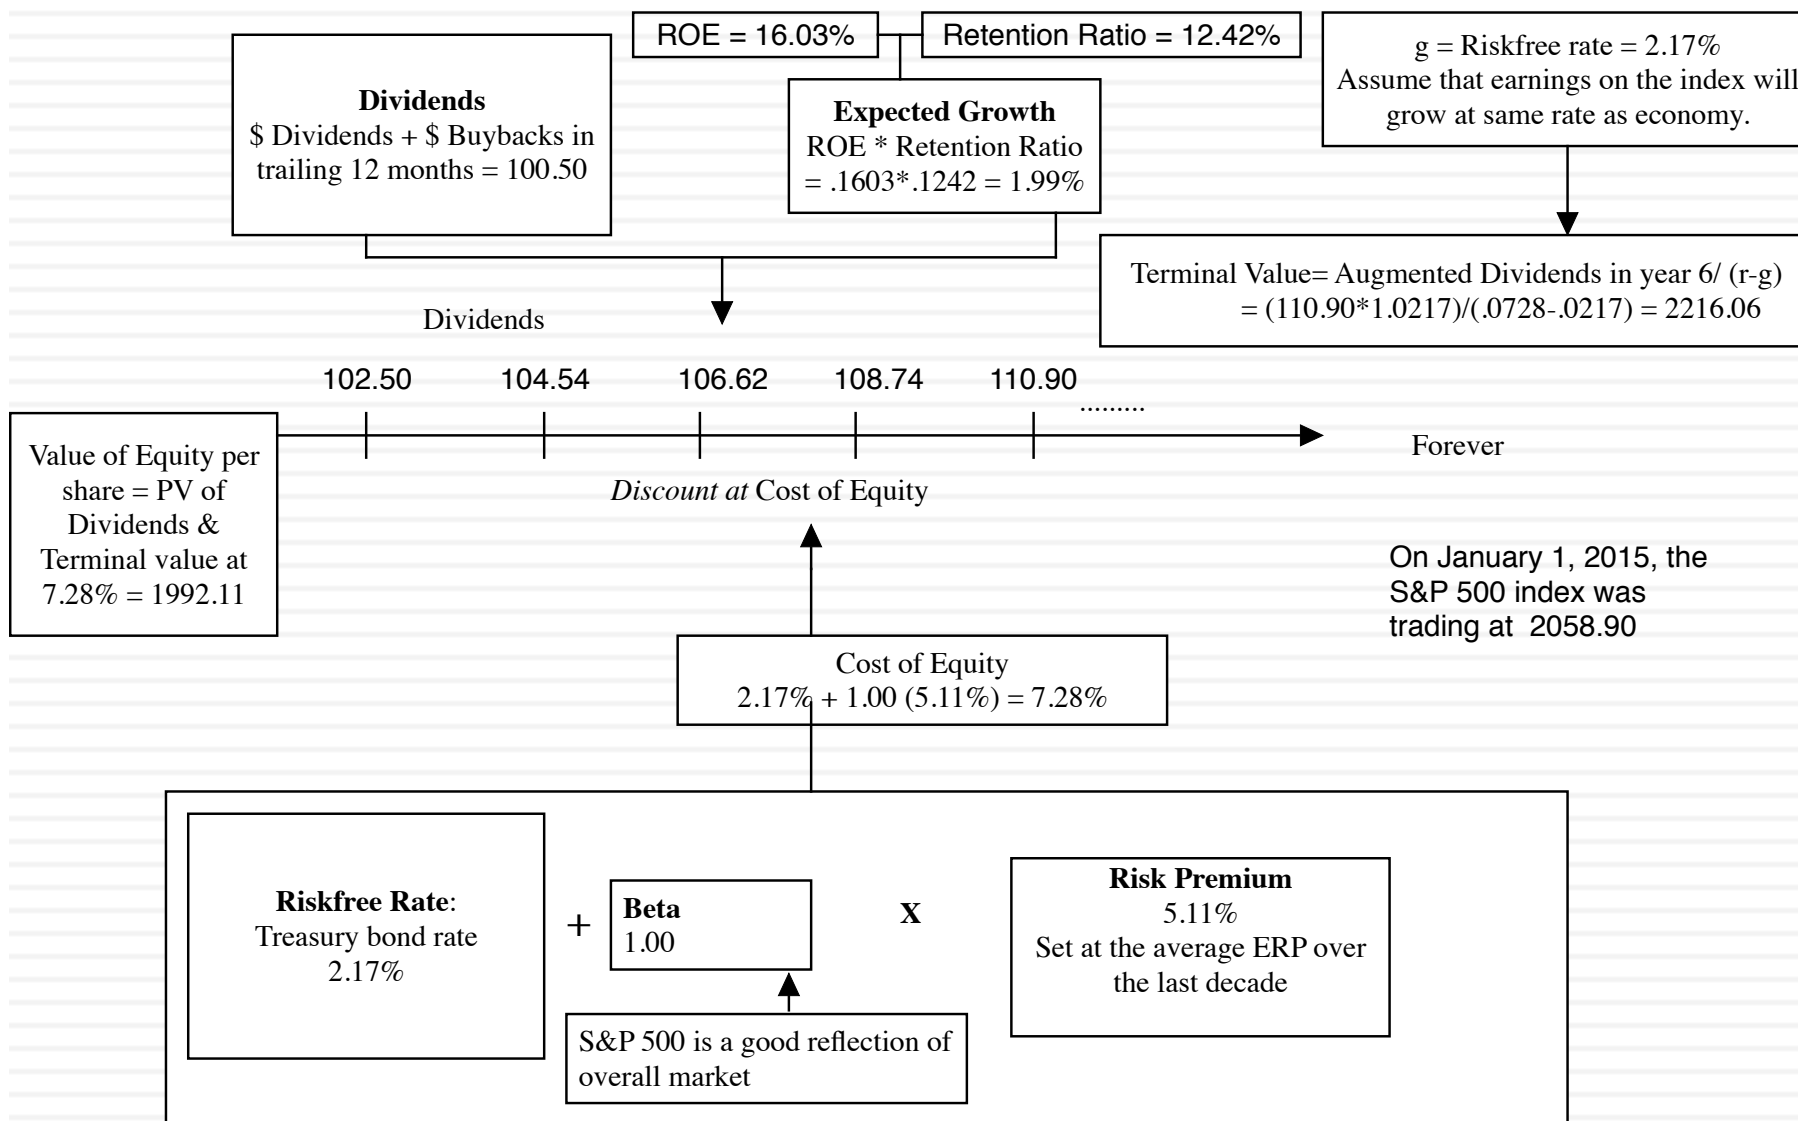 ROE = 16.03%
Retention Ratio = 12.42%
g = Riskfree rate = 2.17%
Assume that earnings on the index will
grow at same rate as economy.
Dividends
$ Dividends + $ Buybacks in
trailing 12 months = 100.50
Expected Growth
ROE * Retention Ratio
= .1603*.1242 = 1.99%
Terminal Value= Augmented Dividends in year 6/ (r-g)
= (110.90*1.0217)/(.0728-.0217) = 2216.06
Dividends
102.50
104.54
106.62
108.74
110.90
.........
Forever
Value of Equity per
share = PV of
Dividends &
Terminal value at
7.28% = 1992.11
Discount at Cost of Equity
On January 1, 2015, the
S&P 500 index was
trading at 2058.90
Cost of Equity
2.17% + 1.00 (5.11%) = 7.28%
Riskfree Rate:
Treasury bond rate
2.17%
+
Beta
1.00
X
Risk Premium
5.11%
Set at the average ERP over
the last decade
S&P 500 is a good reflection of
overall market